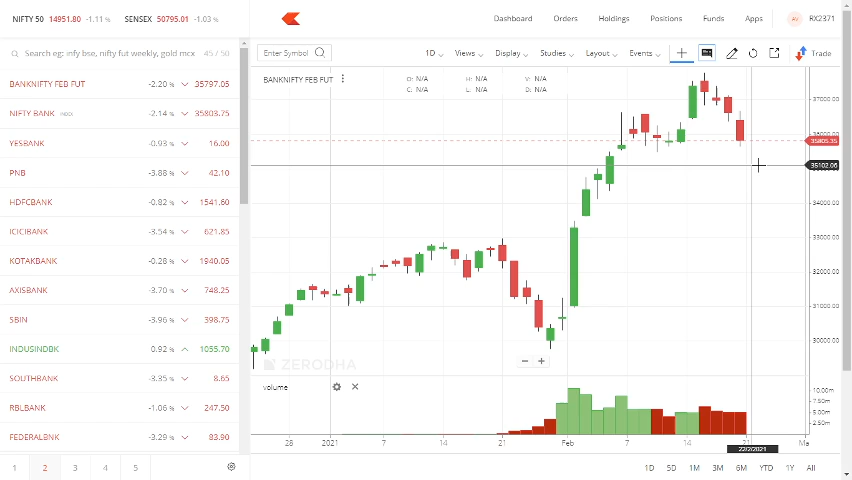 NIFTY 50 14951.80 -1.11 % SENSEX 50795.01 -1.03 %
Dashboard Orders Holdings Positions Funds Apps AV RX2371
Search eg: infy bse, nifty fut weekly, gold mcx 45 / 50
Enter Symbol 1D Views Display Studies Layout Events Trade
BANKNIFTY FEB FUT -2.20 % 35797.05
NIFTY BANK INDEX -2.14 % 35803.75
YESBANK -0.93 % 16.00
PNB -3.88 % 42.10
HDFCBANK -0.82 % 1541.60
ICICIBANK -3.54 % 621.85
KOTAKBANK -0.28 % 1940.05
AXISBANK -3.70 % 748.25
SBIN -3.96 % 398.75
INDUSINDBK 0.92 % 1055.70
SOUTHBANK -3.35 % 8.65
RBLBANK -1.06 % 247.50
FEDERALBNK -3.29 % 83.90
1 2 3 4 5
BANKNIFTY FEB FUT
O: N/A H: N/A V: N/A
C: N/A L: N/A D: N/A
37000.00
36000.00
35805.35
35102.06
34000.00
33000.00
32000.00
31000.00
30000.00
ZERODHA
volume
10.00m
7.50m
5.00m
2.50m
28 2021 7 14 21 Feb 7 14 21 Ma
22/2/2021
1D 5D 1M 3M 6M YTD 1Y All